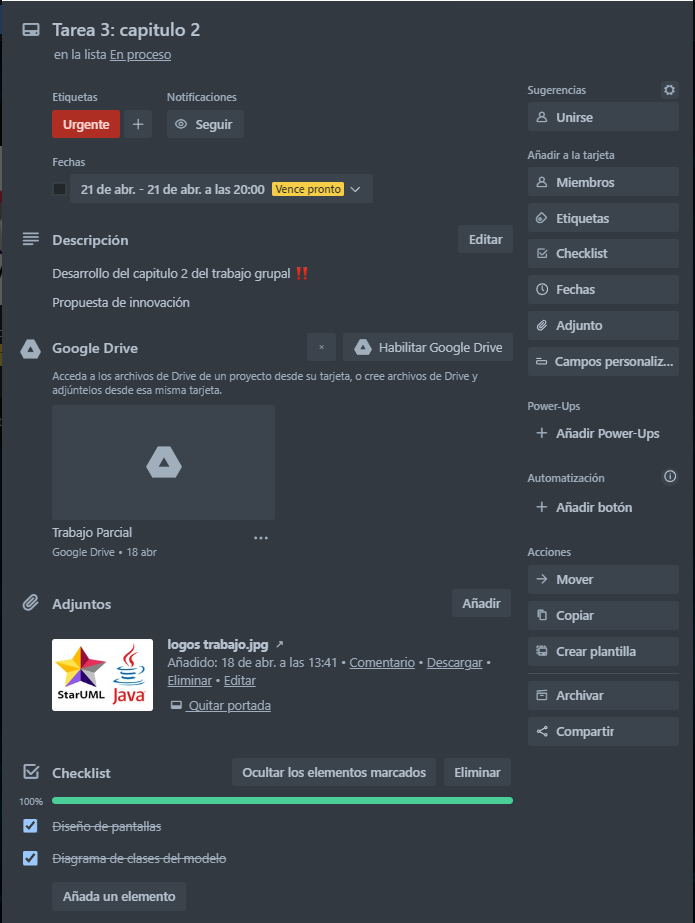 Tarea 3: capitulo 2
en la lista En proceso
Etiquetas
Notificaciones
Urgente
Seguir
Fechas
21 de abr. - 21 de abr. a las 20:00 Vence pronto
Descripción
Editar
Desarrollo del capitulo 2 del trabajo grupal ‼️
Propuesta de innovación
Google Drive
× Habilitar Google Drive
Acceda a los archivos de Drive de un proyecto desde su tarjeta, o cree archivos de Drive y
adjúntelos desde esa misma tarjeta.
Trabajo Parcial
Google Drive • 18 abr
Adjuntos
Añadir
StarUML
Java
logos trabajo.jpg ↗
Añadido: 18 de abr. a las 13:41 • Comentario • Descargar •
Eliminar • Editar
Quitar portada
Checklist
Ocultar los elementos marcados
Eliminar
100%
Diseño de pantallas
Diagrama de clases del modelo
Añada un elemento
Sugerencias
Unirse
Añadir a la tarjeta
Miembros
Etiquetas
Checklist
Fechas
Adjunto
Campos personaliz...
Power-Ups
+ Añadir Power-Ups
Automatización
+ Añadir botón
Acciones
Mover
Copiar
Crear plantilla
Archivar
Compartir